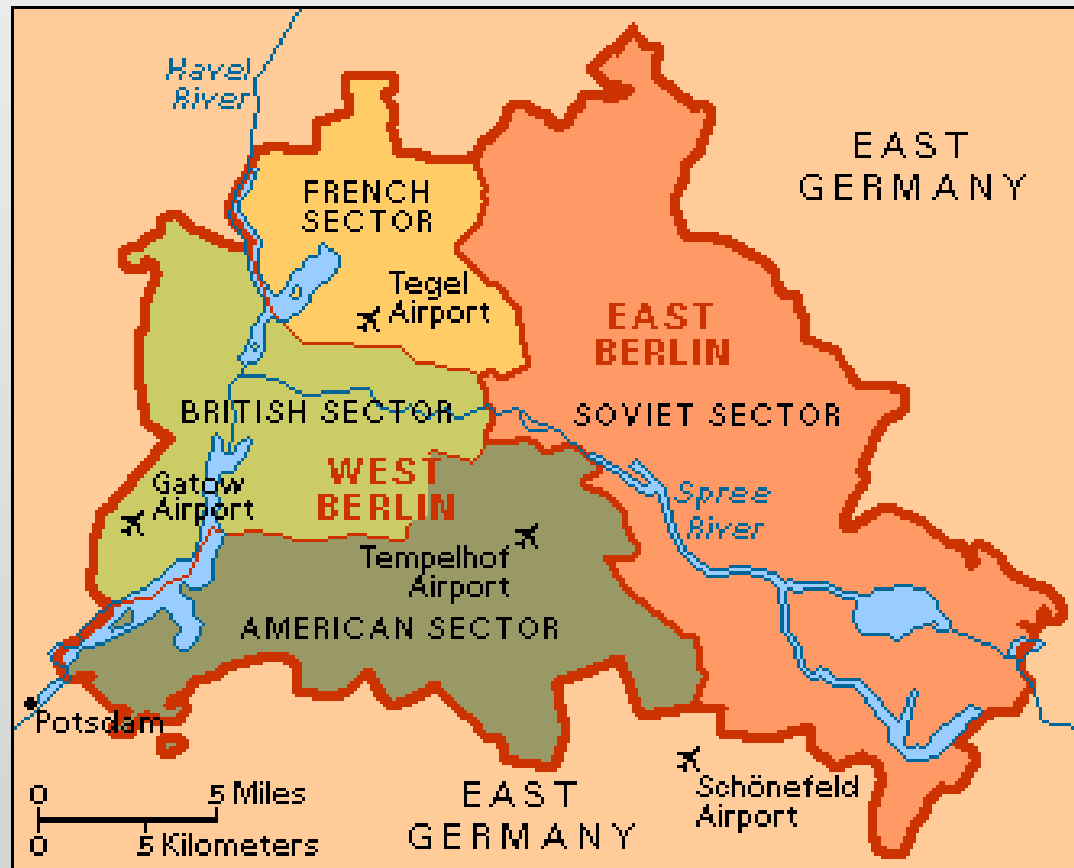 Havel
River
EAST
GERMANY
FRENCH
SECTOR
Tegel
Airport
EAST
BERLIN
BRITISH SECTOR
SOVIET SECTOR
WEST
BERLIN
Gatow
Airport
Spree
River
Tempelhof
Airport
AMERICAN SECTOR
Potsdam
0 5 Miles
0 5 Kilometers
EAST
GERMANY
Schönefeld
Airport